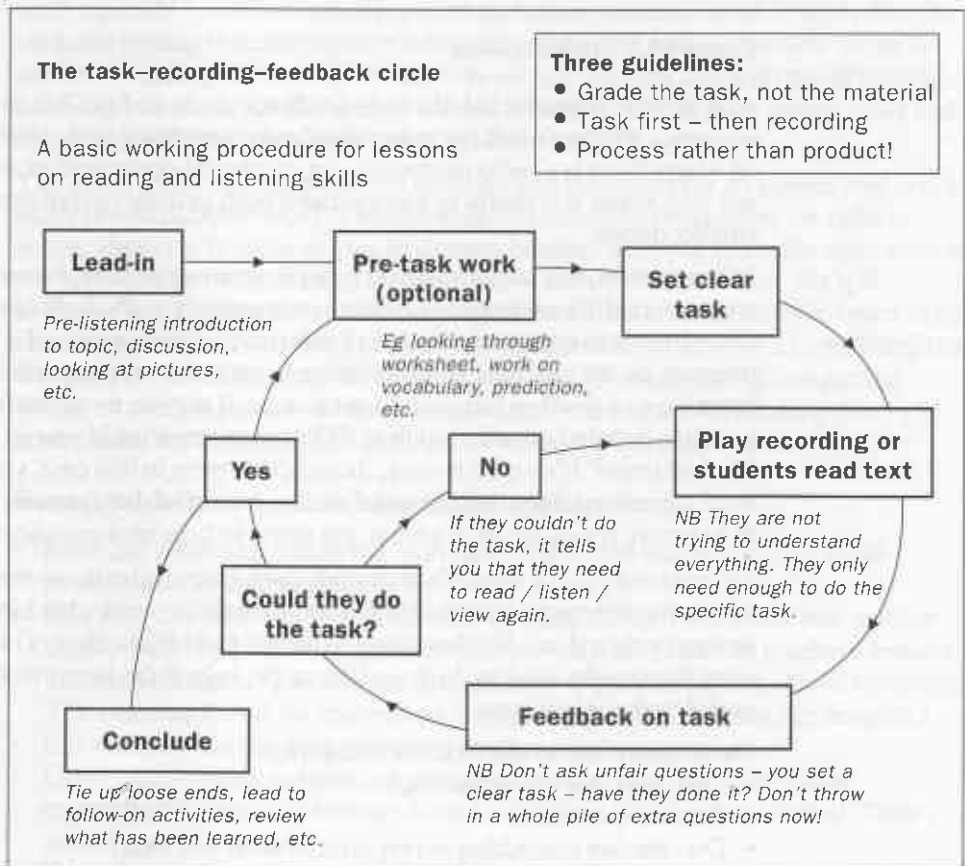 The task–recording–feedback circle
A basic working procedure for lessons
on reading and listening skills
Three guidelines:
• Grade the task, not the material
• Task first – then recording
• Process rather than product!
Lead-in
Pre-listening introduction
to topic, discussion,
looking at pictures,
etc.
Pre-task work
(optional)
Eg looking through
worksheet, work on
vocabulary, prediction,
etc.
Set clear
task
Play recording or
students read text
NB They are not
trying to understand
everything. They only
need enough to do the
specific task.
Feedback on task
NB Don't ask unfair questions – you set a
clear task – have they done it? Don't throw
in a whole pile of extra questions now!
Could they do
the task?
No
If they couldn't do
the task, it tells
you that they need
to read / listen /
view again.
Yes
Conclude
Tie up loose ends, lead to
follow-on activities, review
what has been learned, etc.